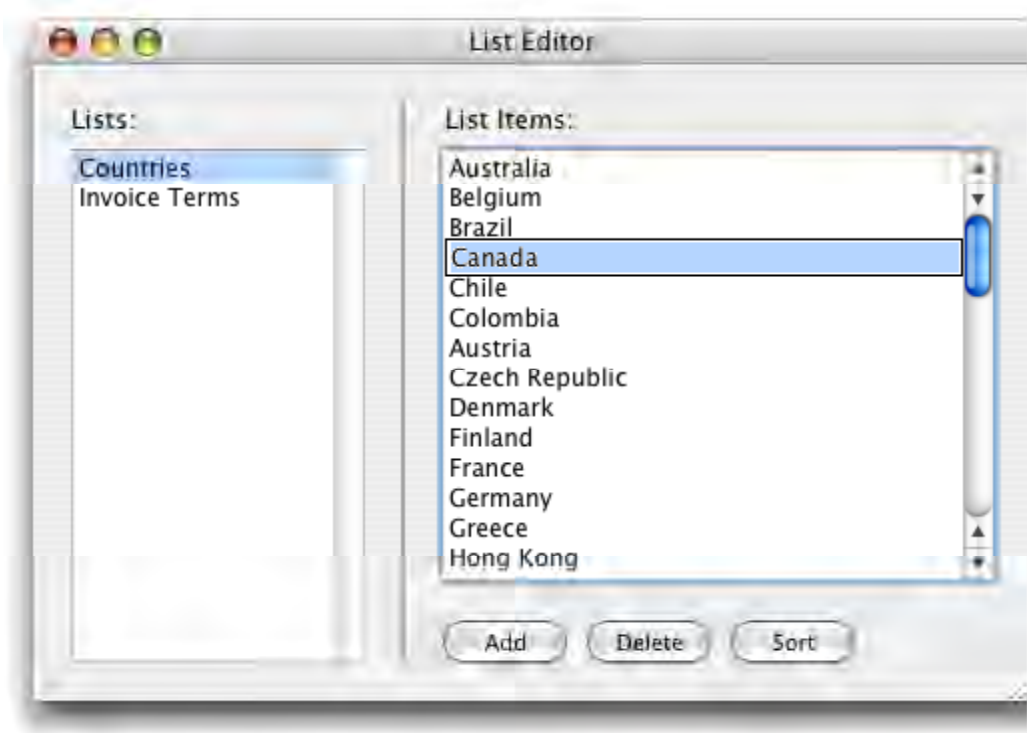 List Editor
Lists:
Countries
Invoice Terms
List Items:
Australia
Belgium
Brazil
Canada
Chile
Colombia
Austria
Czech Republic
Denmark
Finland
France
Germany
Greece
Hong Kong
Add
Delete
Sort